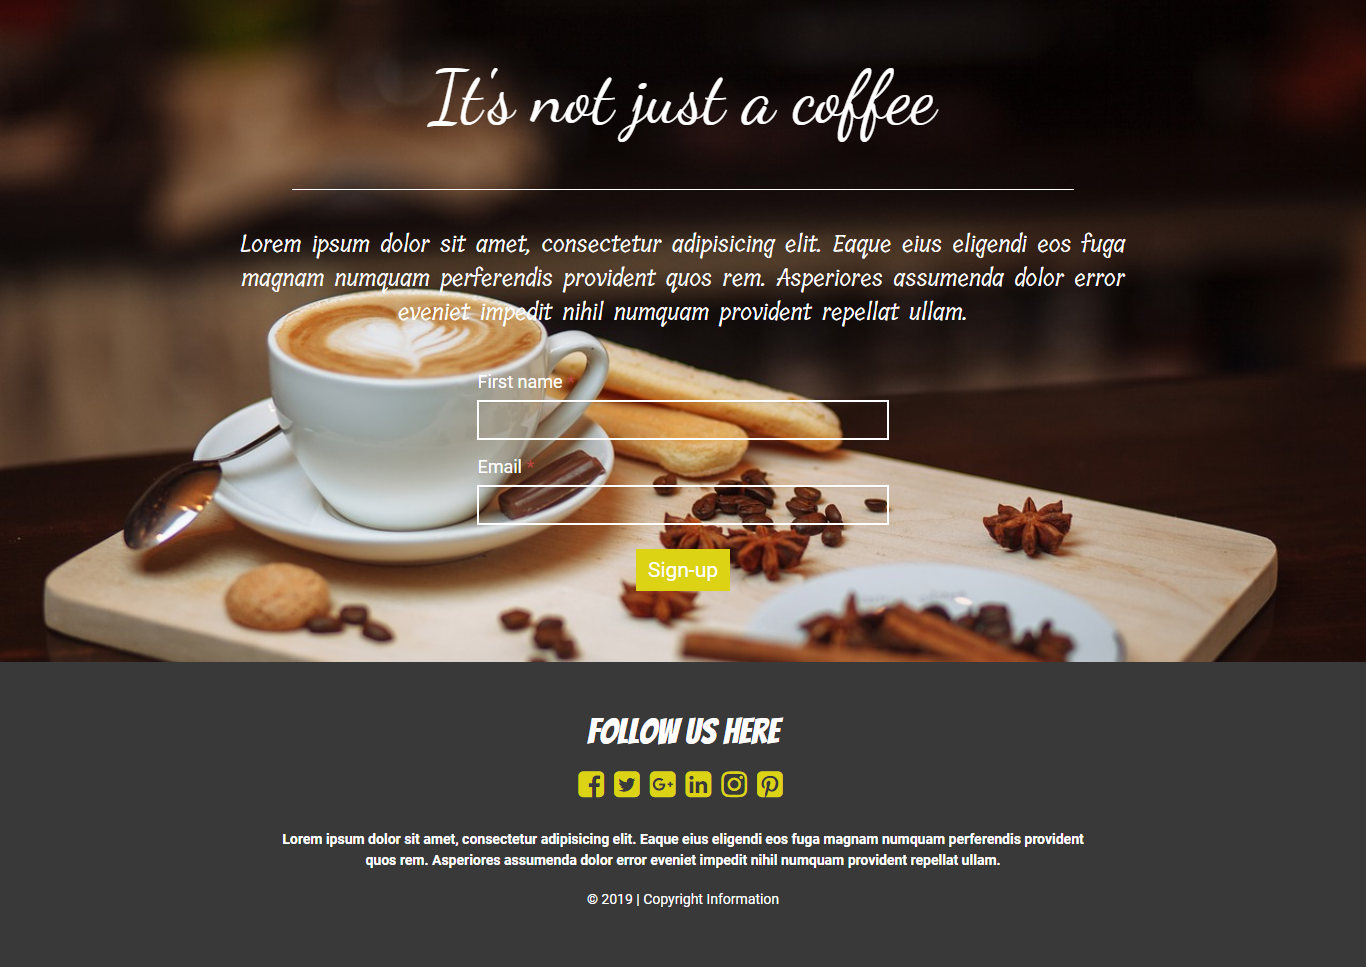 It's not just a coffee
Lorem ipsum dolor sit amet, consectetur adipisicing elit. Eaque eius eligendi eos fuga
magnam numquam perferendis provident quos rem. Asperiores assumenda dolor error
eveniet impedit nihil numquam provident repellat ullam.
First name *
Email *
Sign-up
FOLLOW US HERE
Lorem ipsum dolor sit amet, consectetur adipisicing elit. Eaque eius eligendi eos fuga magnam numquam perferendis provident
quos rem. Asperiores assumenda dolor error eveniet impedit nihil numquam provident repellat ullam.
© 2019 | Copyright Information